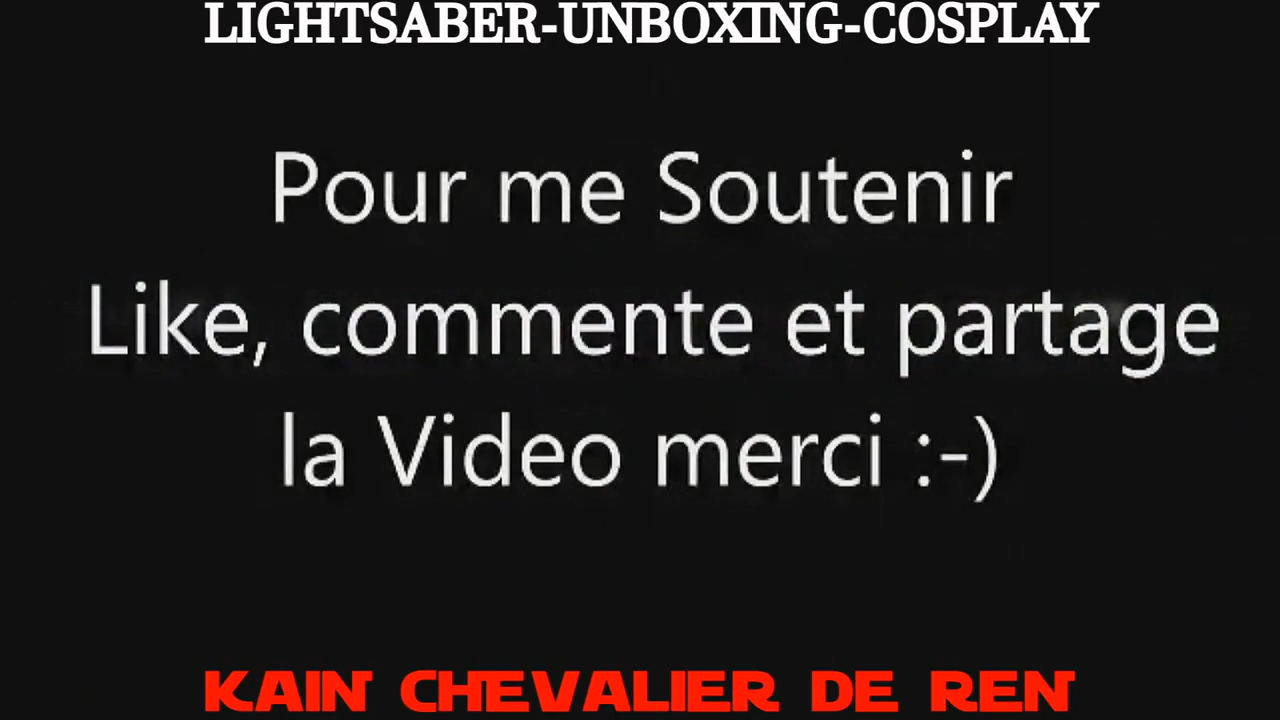 LIGHTSABER-UNBOXING-COSPLAY
Pour me Soutenir
Like, commente et partage
la Video merci :-)
KAIN CHEVALIER DE REN